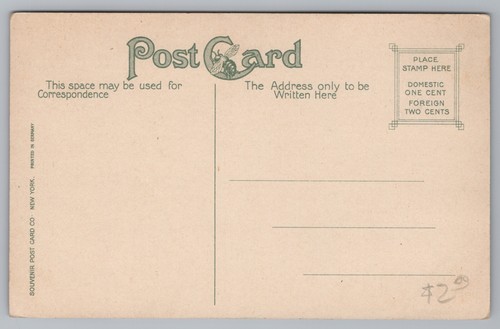 Post Card
This space may be used for
Correspondence
The Address only to be
Written Here
PLACE
STAMP HERE
DOMESTIC
ONE CENT
FOREIGN
TWO CENTS
SOUVENIR POST CARD CO. NEW YORK. PRINTED IN GERMANY
$2.00